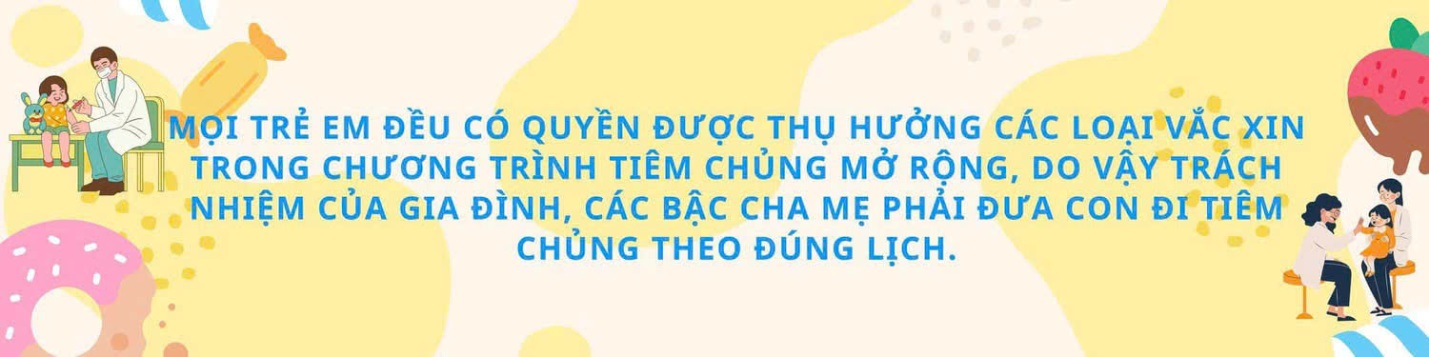 MỌI TRẺ EM ĐỀU CÓ QUYỀN ĐƯỢC THỤ HƯỞNG CÁC LOẠI VẮC XIN
TRONG CHƯƠNG TRÌNH TIÊM CHỦNG MỞ RỘNG, DO VẬY TRÁCH
NHIỆM CỦA GIA ĐÌNH, CÁC BẬC CHA MẸ PHẢI ĐƯA CON ĐI TIÊM
CHỦNG THEO ĐÚNG LỊCH.